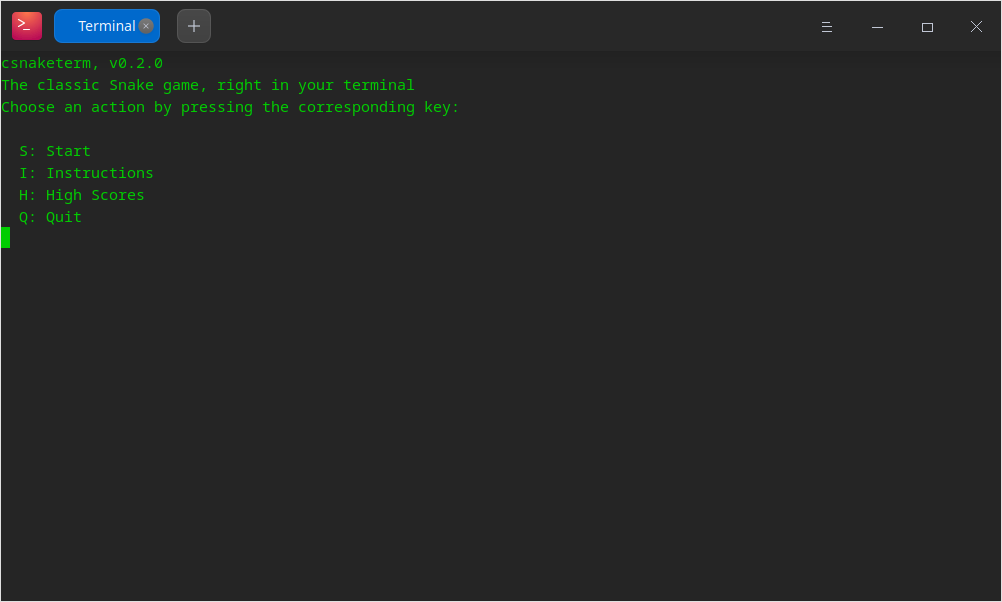 Terminal
csnaketerm, v0.2.0
The classic Snake game, right in your terminal
Choose an action by pressing the corresponding key:
S: Start
I: Instructions
H: High Scores
Q: Quit